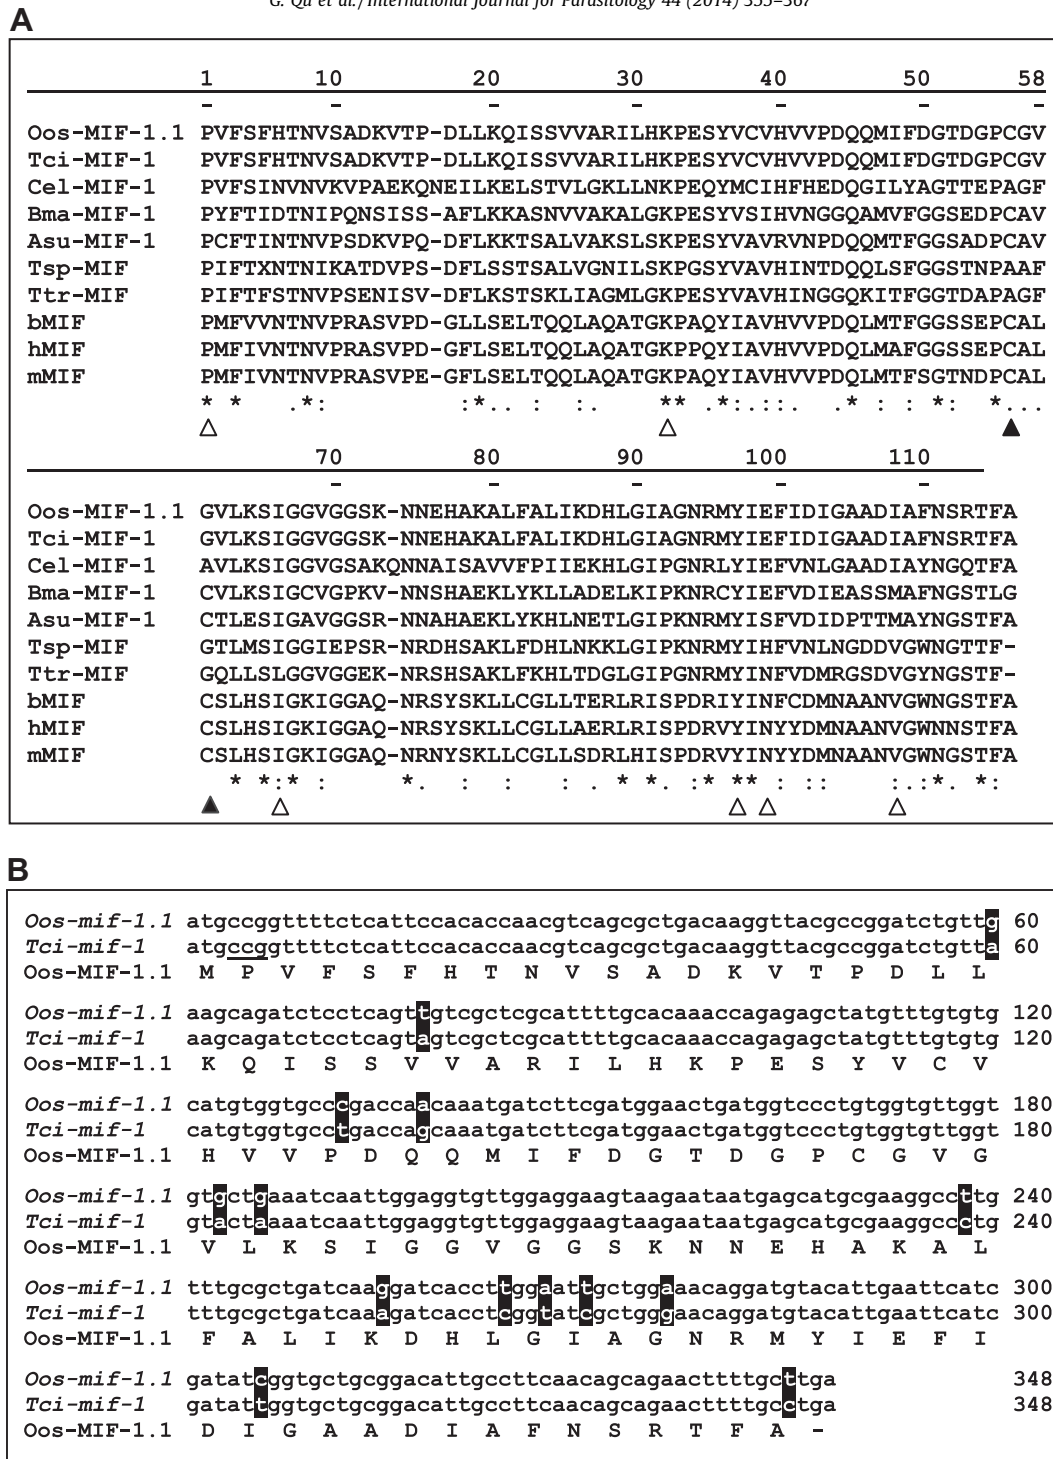 G. Qu et al. / International Journal for Parasitology 44 (2014) 355–367
A
1 10 20 30 40 50 58
Oos-MIF-1.1 PVFSFHTNVSADKVTP-DLLKQISSVVARILHKPESYVCVHVVPDQQMIFDGTDGPCGV
Tci-MIF-1 PVFSFHTNVSADKVTP-DLLKQISSVVARILHKPESYVCVHVVPDQQMIFDGTDGPCGV
Cel-MIF-1 PVFSINVNVKVPAEKQNEILKELSTVLGKLLNKPEQYMCIHFHEDQGILYAGTTEPAGF
Bma-MIF-1 PYFTIDTNIPQNSISS-AFLKKASNVVAKALGKPESYVSIHVNGGQAMVFGGSEDPCAV
Asu-MIF-1 PCFTINTNVPSDKVPQ-DFLKKTSALVAKSLSKPESYVAVRVNPDQQMTFGGSADPCAV
Tsp-MIF PIFTXNTNIKATDVPS-DFLSSTSALVGNILSKPGSYVAVHINTDQQLSFGGSTNPAAF
Ttr-MIF PIFTFSTNVPSENISV-DFLKSTSKLIAGMLGKPESYVAVHINGGQKITFGGTDAPAGF
bMIF PMFVVNTNVPRASVPD-GLLSELTQQLAQATGKPAQYIAVHVVPDQLMTFGGSSEPCAL
hMIF PMFIVNTNVPRASVPD-GFLSELTQQLAQATGKPPQYIAVHVVPDQLMAFGGSSEPCAL
mMIF PMFIVNTNVPRASVPE-GFLSELTQQLAQATGKPAQYIAVHVVPDQLMTFSGTNDPCAL
* * .*: :*.. : :. ** .*:.::. .* : : *: *...
△ △ ▲
70 80 90 100 110
Oos-MIF-1.1 GVLKSIGGVGGSK-NNEHAKALFALIKDHLGIAGNRMYIEFIDIGAADIAFNSRTFA
Tci-MIF-1 GVLKSIGGVGGSK-NNEHAKALFALIKDHLGIAGNRMYIEFIDIGAADIAFNSRTFA
Cel-MIF-1 AVLKSIGGVGSAKQNNAISAVVFPIIEKHLGIPGNRLYIEFVNLGAADIAYNGQTFA
Bma-MIF-1 CVLKSIGCVGPKV-NNSHAEKLYKLLADELKIPKNRCYIEFVDIEASSMAFNGSTLG
Asu-MIF-1 CTLESIGAVGGSR-NNAHAEKLYKHLNETLGIPKNRMYISFVDIDPTTMAYNGSTFA
Tsp-MIF GTLMSIGGIEPSR-NRDHSAKLFDHLNKKLGIPKNRMYIHFVNLNGDDVGWNGTTF-
Ttr-MIF GQLLSLGGVGGEK-NRSHSAKLFKHLTDGLGIPGNRMYINFVDMRGSDVGYNGSTF-
bMIF CSLHSIGKIGGAQ-NRSYSKLLCGLLTERLRISPDRIYINFCDMNAANVGWNGSTFA
hMIF CSLHSIGKIGGAQ-NRSYSKLLCGLLAERLRISPDRVYINYYDMNAANVGWNNSTFA
mMIF CSLHSIGKIGGAQ-NRNYSKLLCGLLSDRLHISPDRVYINYYDMNAANVGWNGSTFA
* *:* : *. : : : . * * .:* ** : :: :.:*. *:
▲ △ △ △ △
B
Oos-mif-1.1 atgccggttttctcattccacaccaacgtcagcgctgacaaggttacgccggatctgttg 60
Tci-mif-1 atgccggttttctcattccacaccaacgtcagcgctgacaaggttacgccggatctgtta 60
Oos-MIF-1.1 M P V F S F H T N V S A D K V T P D L L
Oos-mif-1.1 aagcagatctcctcagttgtcgctcgcattttgcacaaaccagagagctatgtttgtgtg 120
Tci-mif-1 aagcagatctcctcagtagtcgctcgcattttgcacaaaccagagagctatgtttgtgtg 120
Oos-MIF-1.1 K Q I S S V V A R I L H K P E S Y V C V
Oos-mif-1.1 catgtggtgcccgaccaacaaatgatcttcgatggaactgatggtccctgtggtgttggt 180
Tci-mif-1 catgtggtgcctgaccagcaaatgatcttcgatggaactgatggtccctgtggtgttggt 180
Oos-MIF-1.1 H V V P D Q Q M I F D G T D G P C G V G
Oos-mif-1.1 gtgctgaaatcaattggaggtgttggaggaagtaagaataatgagcatgcgaaggccttg 240
Tci-mif-1 gtactaaaatcaattggaggtgttggaggaagtaagaataatgagcatgcgaaggccctg 240
Oos-MIF-1.1 V L K S I G G V G G S K N N E H A K A L
Oos-mif-1.1 tttgcgctgatcaaggatcaccttggaattgctggaaacaggatgtacattgaattcatc 300
Tci-mif-1 tttgcgctgatcaaagatcacctcggtatcgctgggaacaggatgtacattgaattcatc 300
Oos-MIF-1.1 F A L I K D H L G I A G N R M Y I E F I
Oos-mif-1.1 gatatcggtgctgcggacattgccttcaacagcagaacttttgcttga 348
Tci-mif-1 gatattggtgctgcggacattgccttcaacagcagaacttttgcctga 348
Oos-MIF-1.1 D I G A A D I A F N S R T F A -